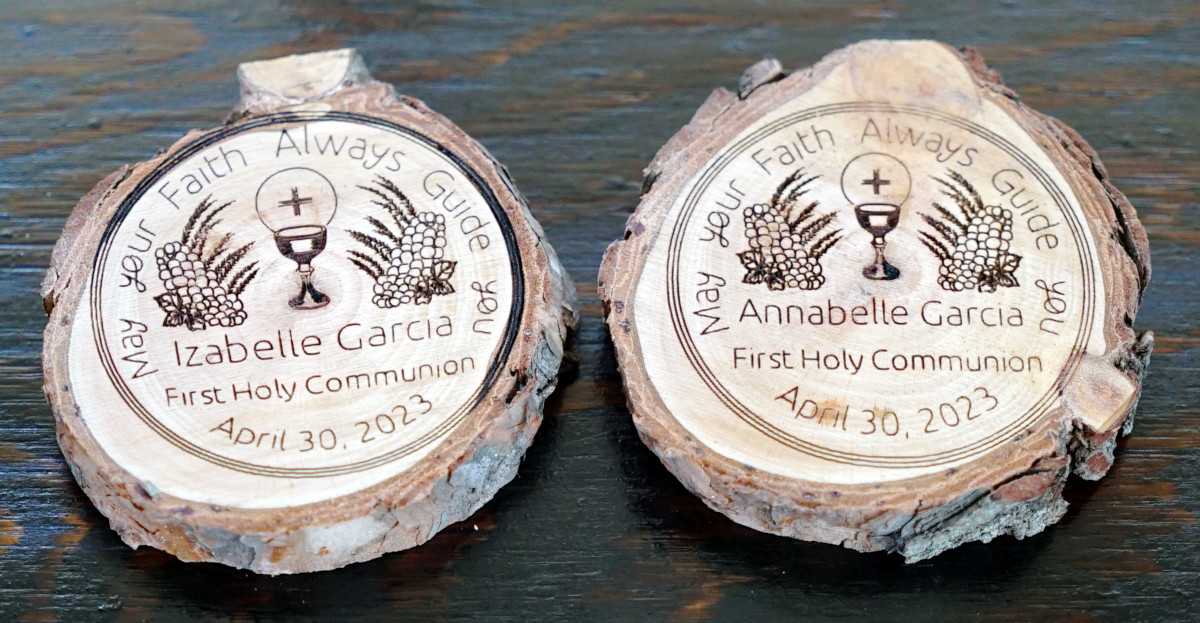 May your Faith Always Guide you
Izabelle Garcia
First Holy Communion
April 30, 2023
May your Faith Always Guide you
Annabelle Garcia
First Holy Communion
April 30, 2023